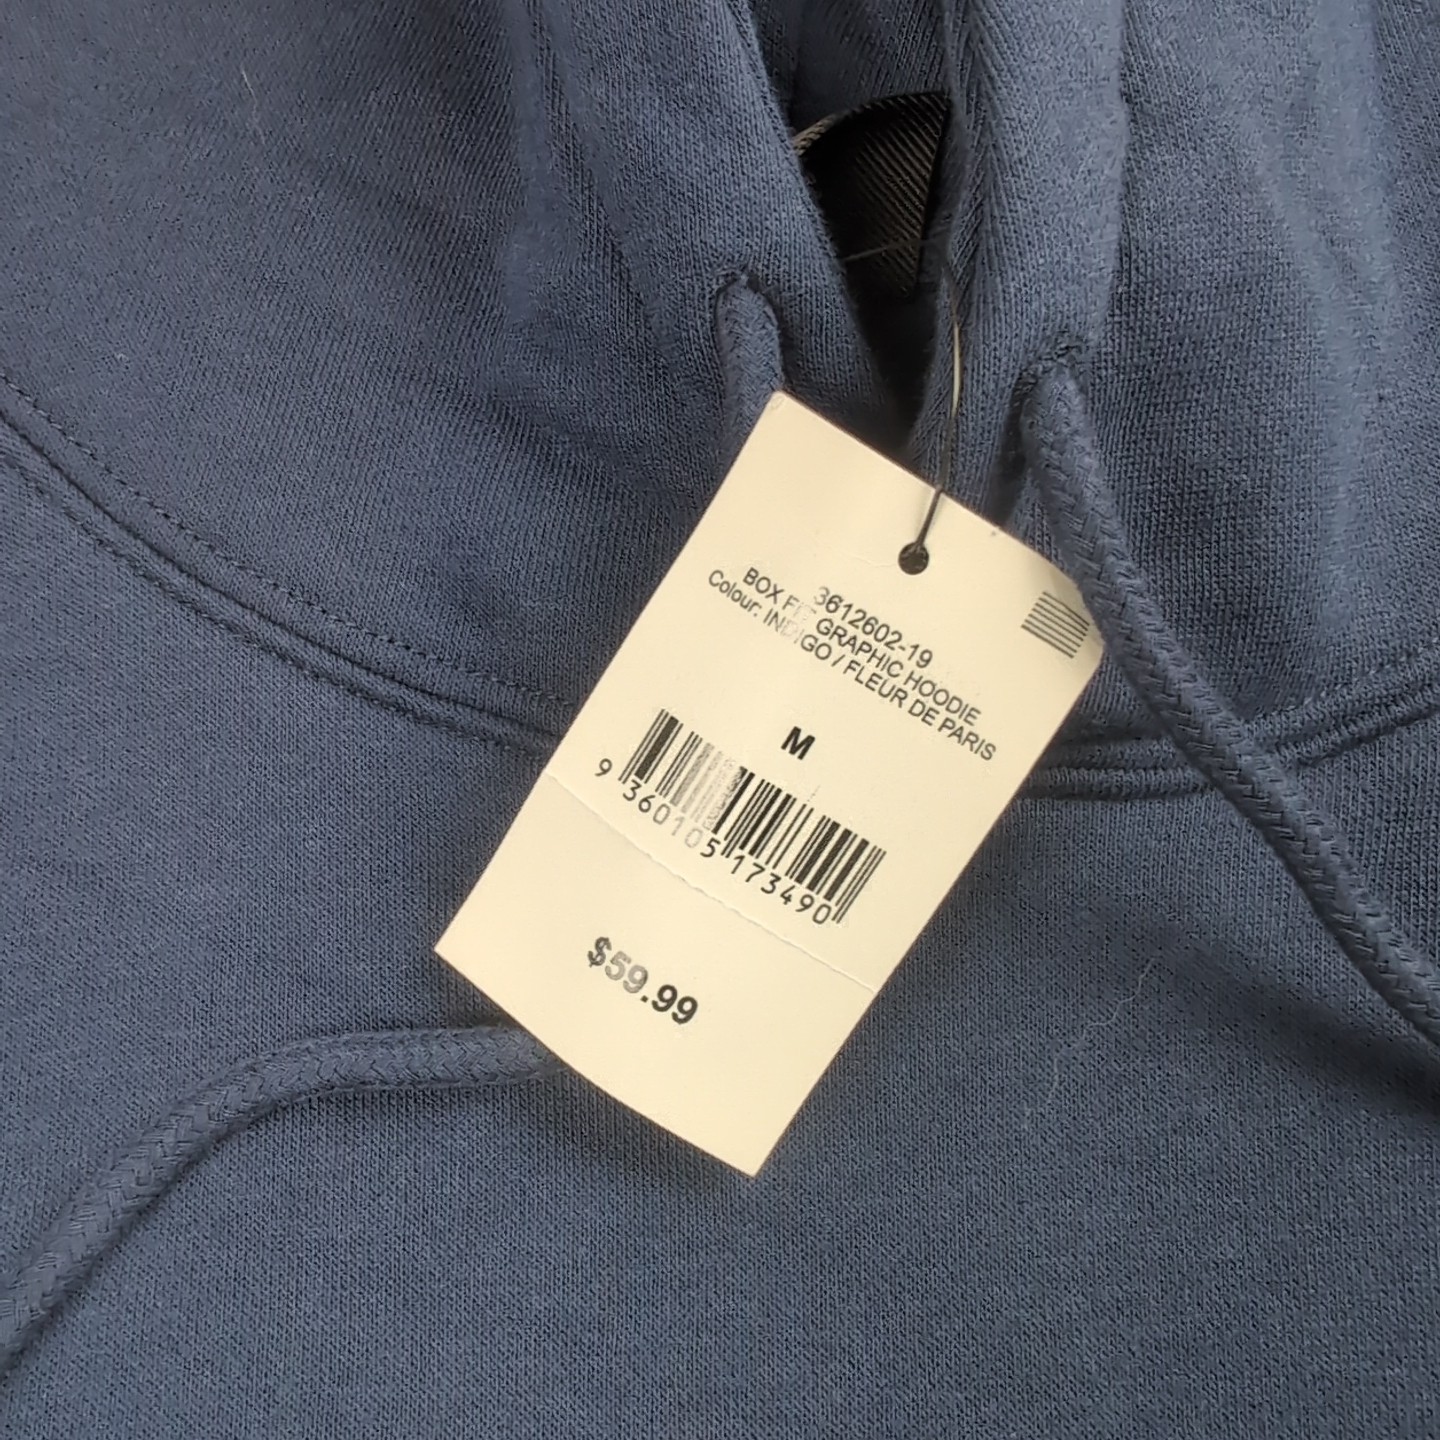 3612602-19
BOX FIT GRAPHIC HOODIE
Colour: INDIGO / FLEUR DE PARIS
M
9 360105 173490
$59.99